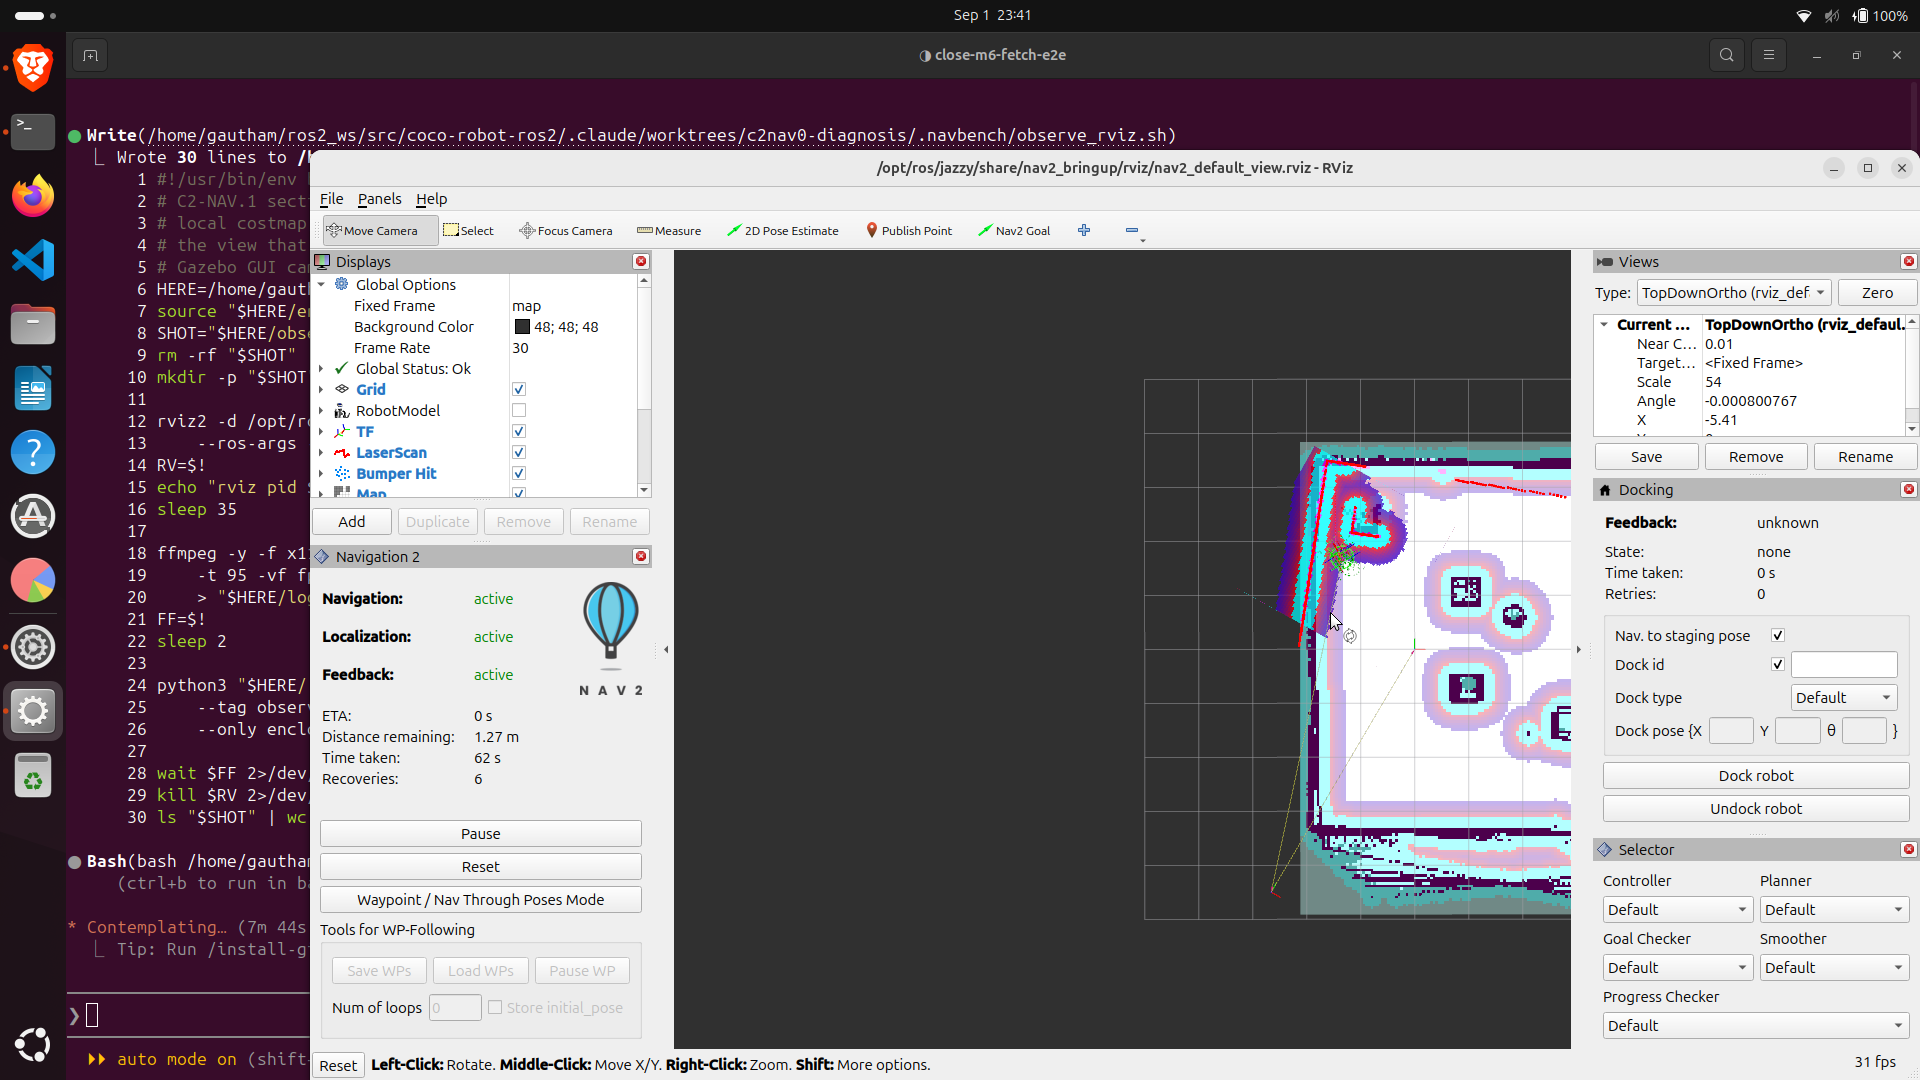 Sep 1 23:41
100%
close-m6-fetch-e2e
Write(/home/gautham/ros2_ws/src/coco-robot-ros2/.claude/worktrees/c2nav0-diagnosis/.navbench/observe_rviz.sh)
Wrote 30 lines to
1 #!/usr/bin/env
2 # C2-NAV.1 sect
3 # local costmap
4 # the view that
5 # Gazebo GUI ca
6 HERE=/home/gaut
7 source "$HERE/e
8 SHOT="$HERE/obs
9 rm -rf "$SHOT"
10 mkdir -p "$SHOT
11
12 rviz2 -d /opt/r
13 --ros-args
14 RV=$!
15 echo "rviz pid
16 sleep 35
17
18 ffmpeg -y -f x1
19 -t 95 -vf f
20 > "$HERE/lo
21 FF=$!
22 sleep 2
23
24 python3 "$HERE/
25 --tag obser
26 --only encl
27
28 wait $FF 2>/dev/
29 kill $RV 2>/dev/
30 ls "$SHOT" | wc
Bash(bash /home/gautham
(ctrl+b to run in ba
* Contemplating… (7m 44s
Tip: Run /install-g
❯
auto mode on (shift
/opt/ros/jazzy/share/nav2_bringup/rviz/nav2_default_view.rviz - RViz
File Panels Help
Move Camera Select Focus Camera Measure 2D Pose Estimate Publish Point Nav2 Goal
Displays
Global Options
Fixed Frame map
Background Color 48; 48; 48
Frame Rate 30
Global Status: Ok
Grid
RobotModel
TF
LaserScan
Bumper Hit
Map
Add Duplicate Remove Rename
Navigation 2
Navigation: active
Localization: active
Feedback: active
NAV2
ETA: 0 s
Distance remaining: 1.27 m
Time taken: 62 s
Recoveries: 6
Pause
Reset
Waypoint / Nav Through Poses Mode
Tools for WP-Following
Save WPs Load WPs Pause WP
Num of loops 0 Store initial_pose
Reset Left-Click: Rotate. Middle-Click: Move X/Y. Right-Click: Zoom. Shift: More options.
31 fps
Views
Type: TopDownOrtho (rviz_def Zero
Current ... TopDownOrtho (rviz_defaul.
Near C... 0.01
Target... <Fixed Frame>
Scale 54
Angle -0.000800767
X -5.41
Save Remove Rename
Docking
Feedback: unknown
State: none
Time taken: 0 s
Retries: 0
Nav. to staging pose
Dock id
Dock type Default
Dock pose {X Y θ }
Dock robot
Undock robot
Selector
Controller Planner
Default Default
Goal Checker Smoother
Default Default
Progress Checker
Default